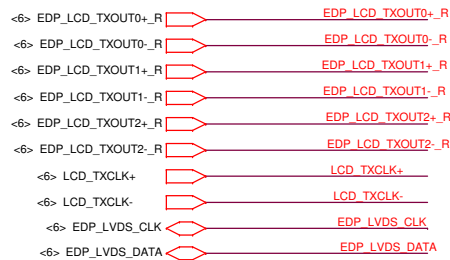 <6> EDP_LCD_TXOUT0+_R EDP_LCD_TXOUT0+_R
<6> EDP_LCD_TXOUT0-_R EDP_LCD_TXOUT0-_R
<6> EDP_LCD_TXOUT1+_R EDP_LCD_TXOUT1+_R
<6> EDP_LCD_TXOUT1-_R EDP_LCD_TXOUT1-_R
<6> EDP_LCD_TXOUT2+_R EDP_LCD_TXOUT2+_R
<6> EDP_LCD_TXOUT2-_R EDP_LCD_TXOUT2-_R
<6> LCD_TXCLK+ LCD_TXCLK+
<6> LCD_TXCLK- LCD_TXCLK-
<6> EDP_LVDS_CLK EDP_LVDS_CLK
<6> EDP_LVDS_DATA EDP_LVDS_DATA